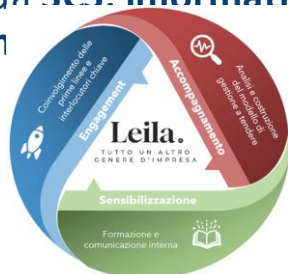 Coinvolgimento delle
prime linee e
interlocutori chiave
Engagement
Accompagnamento
Analisi e costruzione
del modello di
gestione a tendere
Leila.
TUTTO UN ALTRO
GENERE D'IMPRESA
Sensibilizzazione
Formazione e
comunicazione interna